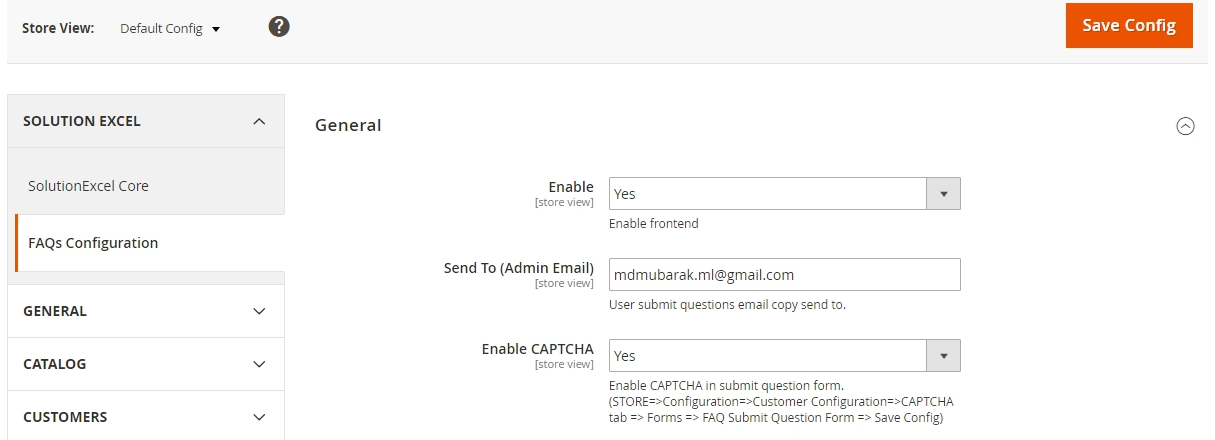 Store View: Default Config ?
Save Config
SOLUTION EXCEL
SolutionExcel Core
FAQs Configuration
GENERAL
CATALOG
CUSTOMERS
General
Enable Yes
[store view]
Enable frontend
Send To (Admin Email) mdmubarak.ml@gmail.com
[store view]
User submit questions email copy send to.
Enable CAPTCHA Yes
[store view]
Enable CAPTCHA in submit question form.
(STORE=>Configuration=>Customer Configuration=>CAPTCHA
tab => Forms => FAQ Submit Question Form => Save Config)